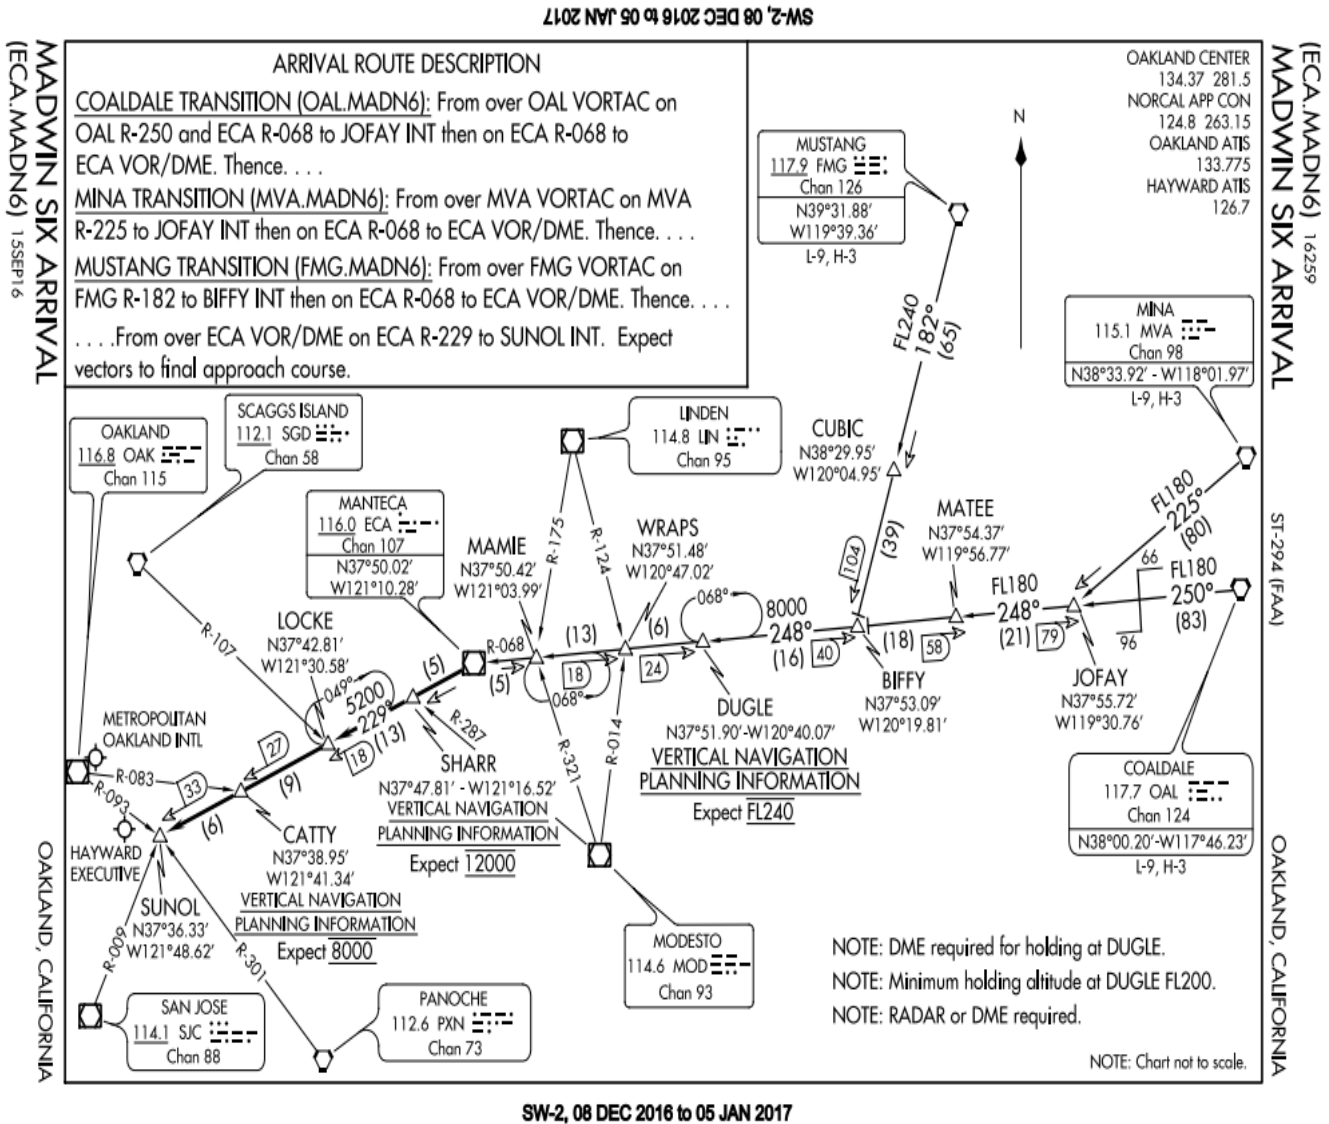 SW-2, 08 DEC 2016 to 05 JAN 2017
MADWIN SIX ARRIVAL
(ECA.MADN6) 15SEP16
(ECA.MADN6) 16259
MADWIN SIX ARRIVAL
ST-294 (FAA)
OAKLAND, CALIFORNIA
OAKLAND, CALIFORNIA
ARRIVAL ROUTE DESCRIPTION
COALDALE TRANSITION (OAL.MADN6): From over OAL VORTAC on
OAL R-250 and ECA R-068 to JOFAY INT then on ECA R-068 to
ECA VOR/DME. Thence. . . .
MINA TRANSITION (MVA.MADN6): From over MVA VORTAC on MVA
R-225 to JOFAY INT then on ECA R-068 to ECA VOR/DME. Thence. . . .
MUSTANG TRANSITION (FMG.MADN6): From over FMG VORTAC on
FMG R-182 to BIFFY INT then on ECA R-068 to ECA VOR/DME. Thence. . . .
. . . .From over ECA VOR/DME on ECA R-229 to SUNOL INT. Expect
vectors to final approach course.
OAKLAND CENTER
134.37 281.5
NORCAL APP CON
124.8 263.15
OAKLAND ATIS
133.775
HAYWARD ATIS
126.7
N
MUSTANG
117.9 FMG
Chan 126
N39°31.88'
W119°39.36'
L-9, H-3
FL240
182°
(65)
MINA
115.1 MVA
Chan 98
N38°33.92' - W118°01.97'
L-9, H-3
FL180
225°
(80)
66
96
FL180
250°
(83)
OAKLAND
116.8 OAK
Chan 115
SCAGGS ISLAND
112.1 SGD
Chan 58
LINDEN
114.8 LIN
Chan 95
CUBIC
N38°29.95'
W120°04.95'
(39)
104
MATEE
N37°54.37'
W119°56.77'
MANTECA
116.0 ECA
Chan 107
N37°50.02'
W121°10.28'
MAMIE
N37°50.42'
W121°03.99'
WRAPS
N37°51.48'
W120°47.02'
R-175
R-124
LOCKE
N37°42.81'
W121°30.58'
R-107
R-068
(5)
(5)
(13)
18
068°
(6)
24
068°
8000
248°
(16)
40
(18)
58
FL180
248°
(21)
79
BIFFY
N37°53.09'
W120°19.81'
JOFAY
N37°55.72'
W119°30.76'
DUGLE
N37°51.90'-W120°40.07'
VERTICAL NAVIGATION
PLANNING INFORMATION
Expect FL240
049°
5200
229°
(13)
18
R-287
SHARR
N37°47.81' - W121°16.52'
VERTICAL NAVIGATION
PLANNING INFORMATION
Expect 12000
R-321
R-014
METROPOLITAN
OAKLAND INTL
R-083
R-093
27
(9)
33
(6)
HAYWARD
EXECUTIVE
CATTY
N37°38.95'
W121°41.34'
VERTICAL NAVIGATION
PLANNING INFORMATION
Expect 8000
SUNOL
N37°36.33'
W121°48.62'
R-009
R-301
COALDALE
117.7 OAL
Chan 124
N38°00.20'-W117°46.23'
L-9, H-3
MODESTO
114.6 MOD
Chan 93
SAN JOSE
114.1 SJC
Chan 88
PANOCHE
112.6 PXN
Chan 73
NOTE: DME required for holding at DUGLE.
NOTE: Minimum holding altitude at DUGLE FL200.
NOTE: RADAR or DME required.
NOTE: Chart not to scale.
SW-2, 08 DEC 2016 to 05 JAN 2017